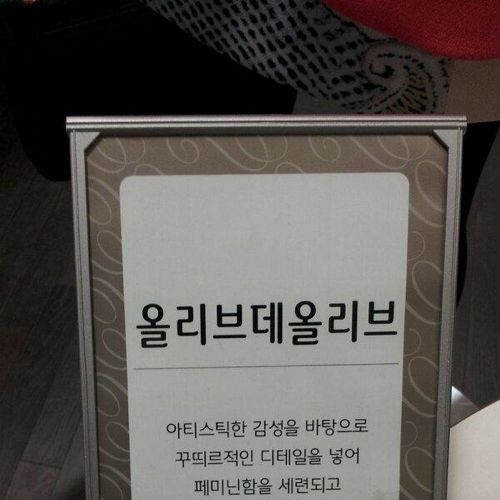 올리브데올리브
아티스틱한 감성을 바탕으로
꾸띄르적인 디테일을 넣어
페미닌함을 세련되고